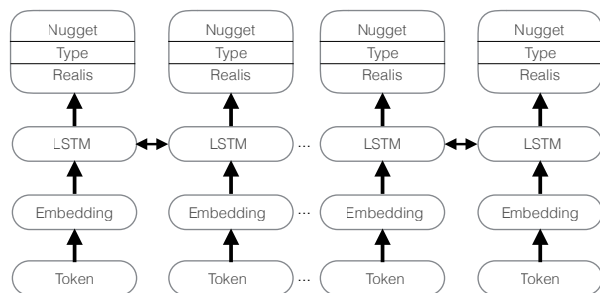 Nugget Nugget Nugget Nugget
Type Type Type Type
Realis Realis Realis Realis
LSTM LSTM ... LSTM LSTM
Embedding Embedding ... Embedding Embedding
Token Token ... Token Token